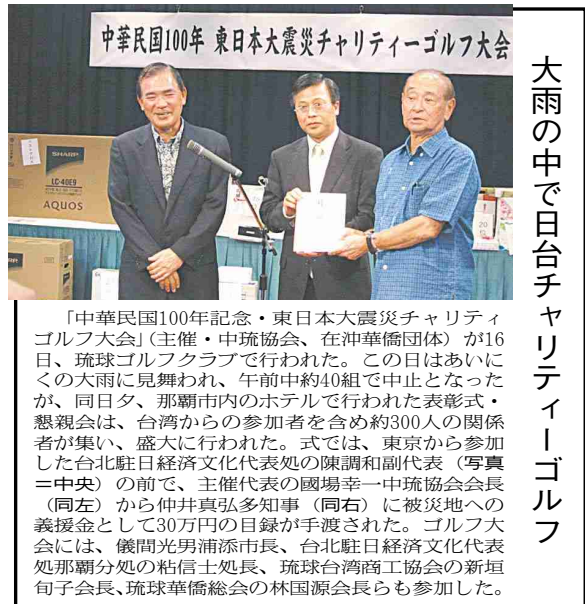 大雨の中で日台チャリティーゴルフ
中華民国100年 東日本大震災チャリティーゴルフ大会
SHARP
LC-40E9
AQUOS
20
「中華民国100年記念・東日本大震災チャリティ
ゴルフ大会」(主催・中琉協会、在沖華僑団体）が16
日、琉球ゴルフクラブで行われた。この日はあいに
くの大雨に見舞われ、午前中約40組で中止となった
が、同日夕、那覇市内のホテルで行われた表彰式・
懇親会は、台湾からの参加者を含め約300人の関係
者が集い、盛大に行われた。式では、東京から参加
した台北駐日経済文化代表処の陳調和副代表（写真
＝中央）の前で、主催代表の國場幸一中琉協会会長
（同左）から仲井真弘多知事（同右）に被災地への
義援金として30万円の目録が手渡された。ゴルフ大
会には、儀間光男浦添市長、台北駐日経済文化代表
処那覇分処の粘信士処長、琉球台湾商工協会の新垣
旬子会長、琉球華僑総会の林国源会長らも参加した。